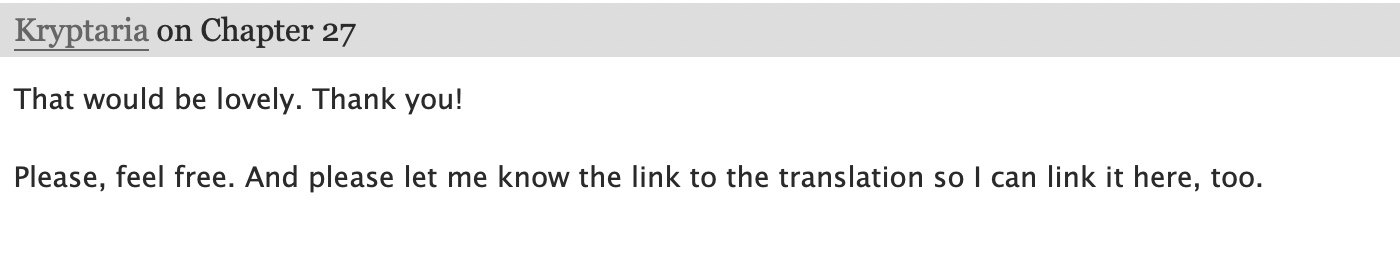 Kryptaria on Chapter 27
That would be lovely. Thank you!
Please, feel free. And please let me know the link to the translation so I can link it here, too.